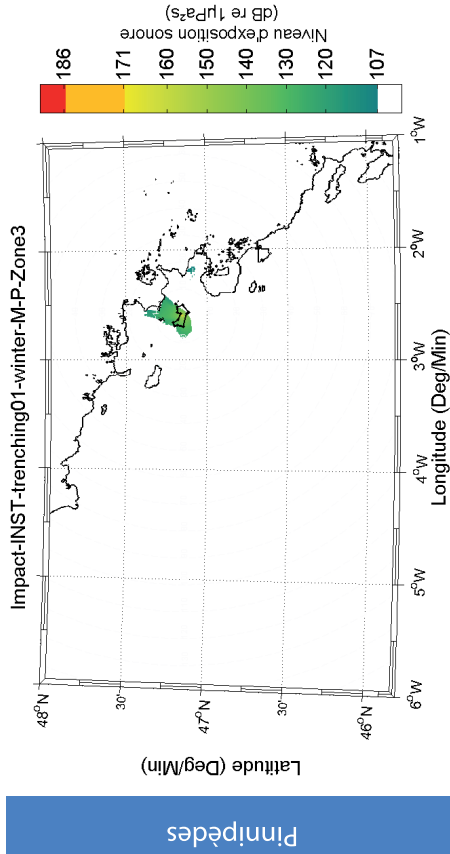 Pinnipèdes
Impact-INST-trenching01-winter-M-P-Zone3
Latitude (Deg/Min)
48°N
30'
47°N
30'
46°N
6°W
5°W
4°W
3°W
2°W
1°W
Longitude (Deg/Min)
186
171
160
150
140
130
120
107
Niveau d'exposition sonore
(dB re 1µPa²s)